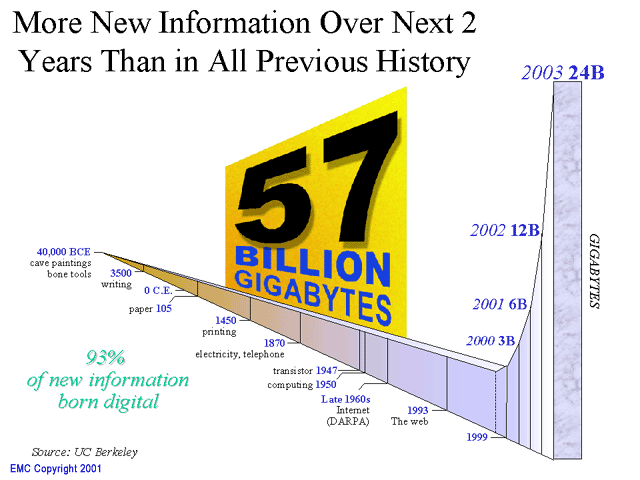 More New Information Over Next 2
Years Than in All Previous History
2003 24B
57
BILLION
GIGABYTES
2002 12B
GIGABYTES
2001 6B
2000 3B
40,000 BCE
cave paintings
bone tools
3500
writing
0 C.E.
paper 105
1450
printing
1870
electricity, telephone
transistor 1947
computing 1950
Late 1960s
Internet
(DARPA)
1993
The web
1999
93%
of new information
born digital
Source: UC Berkeley
EMC Copyright 2001